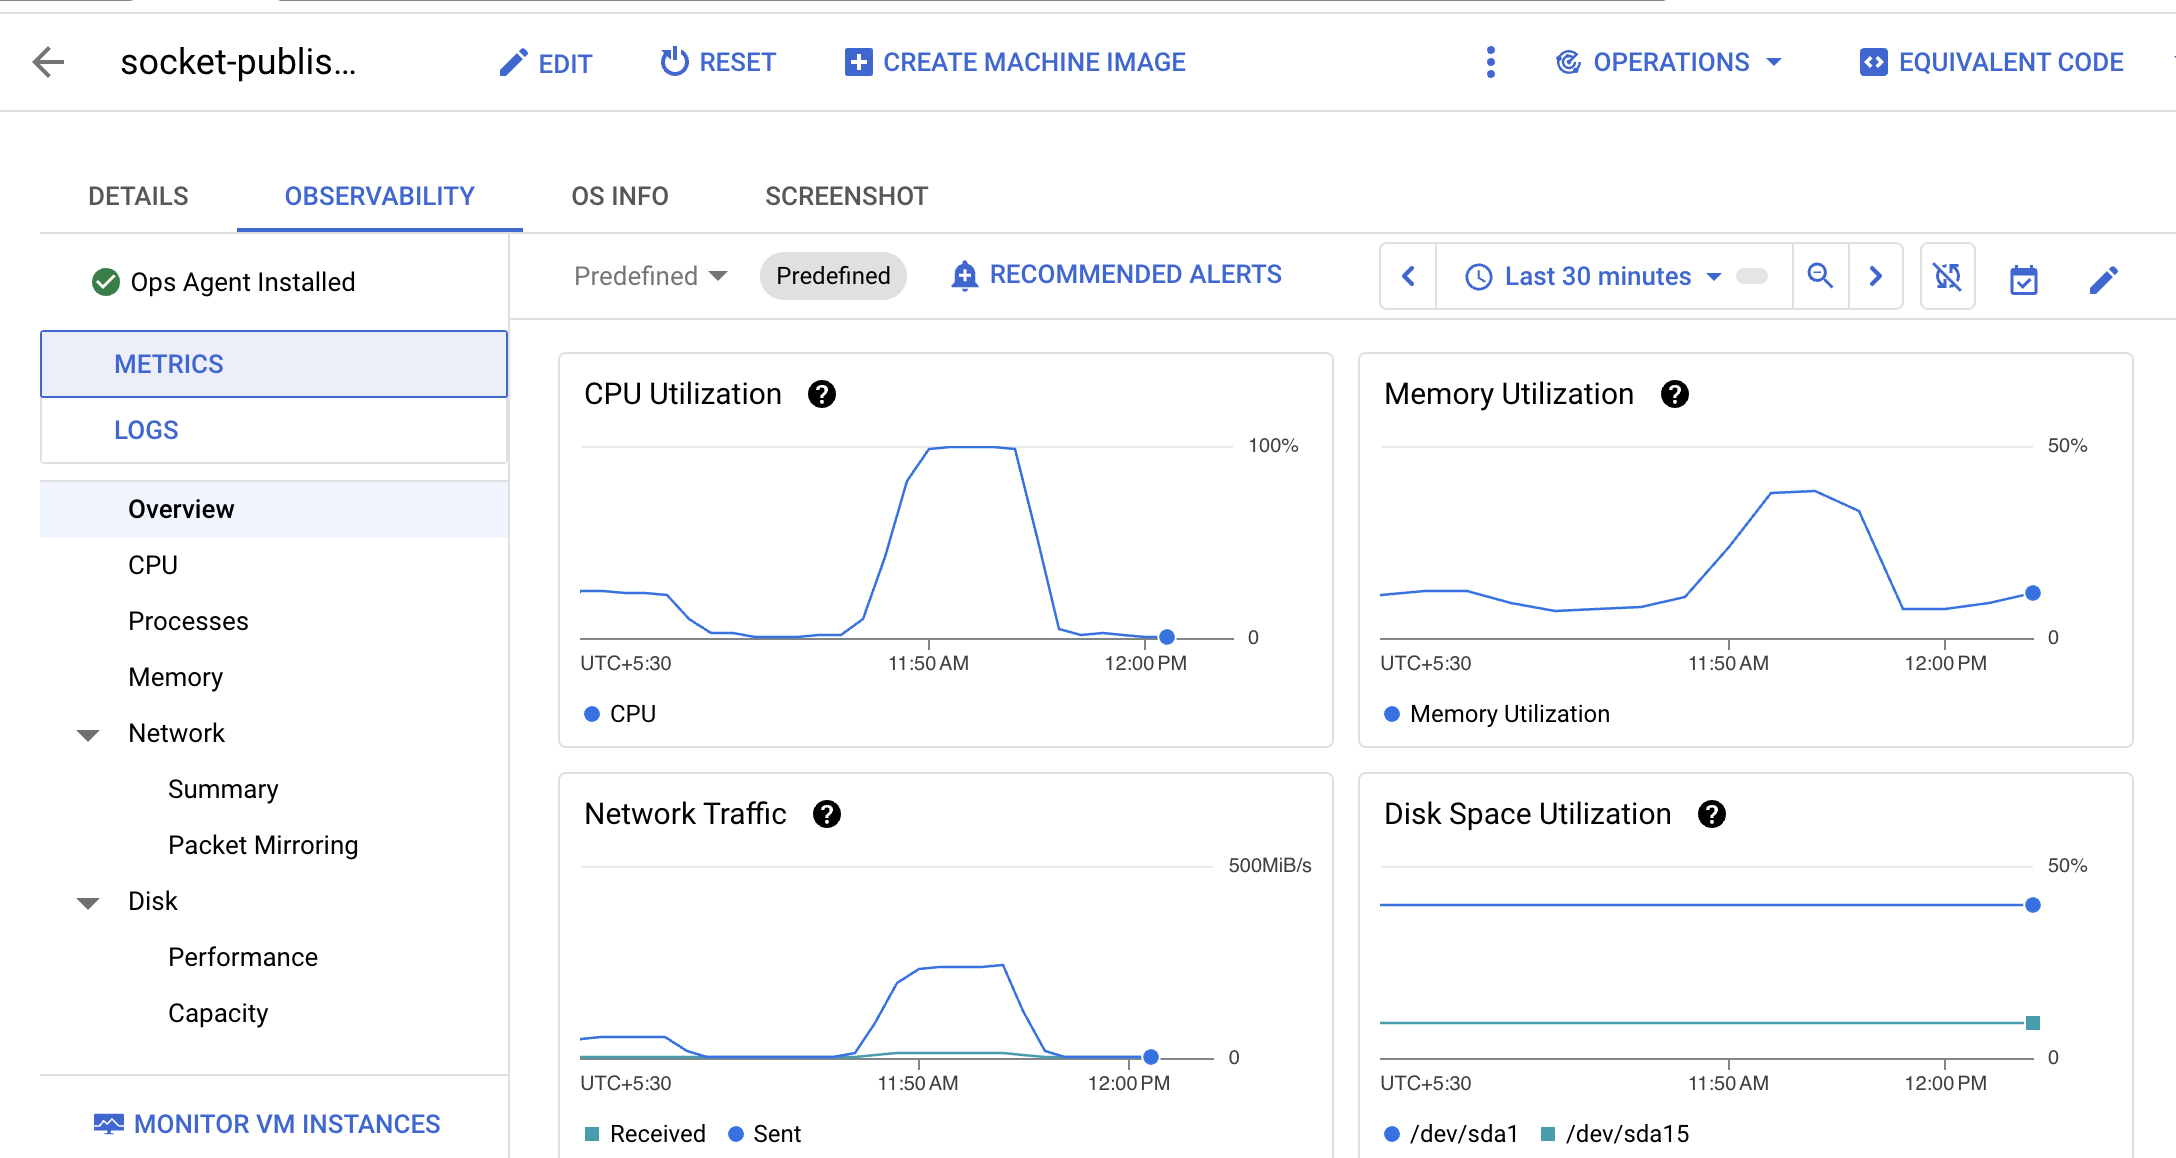 socket-publis...
EDIT
RESET
CREATE MACHINE IMAGE
OPERATIONS
EQUIVALENT CODE
DETAILS
OBSERVABILITY
OS INFO
SCREENSHOT
Ops Agent Installed
METRICS
LOGS
Overview
CPU
Processes
Memory
Network
Summary
Packet Mirroring
Disk
Performance
Capacity
MONITOR VM INSTANCES
Predefined
Predefined
RECOMMENDED ALERTS
Last 30 minutes
CPU Utilization
100%
0
UTC+5:30 11:50 AM 12:00 PM
CPU
Memory Utilization
50%
0
UTC+5:30 11:50 AM 12:00 PM
Memory Utilization
Network Traffic
500MiB/s
0
UTC+5:30 11:50 AM 12:00 PM
Received Sent
Disk Space Utilization
50%
0
UTC+5:30 11:50 AM 12:00 PM
/dev/sda1 /dev/sda15